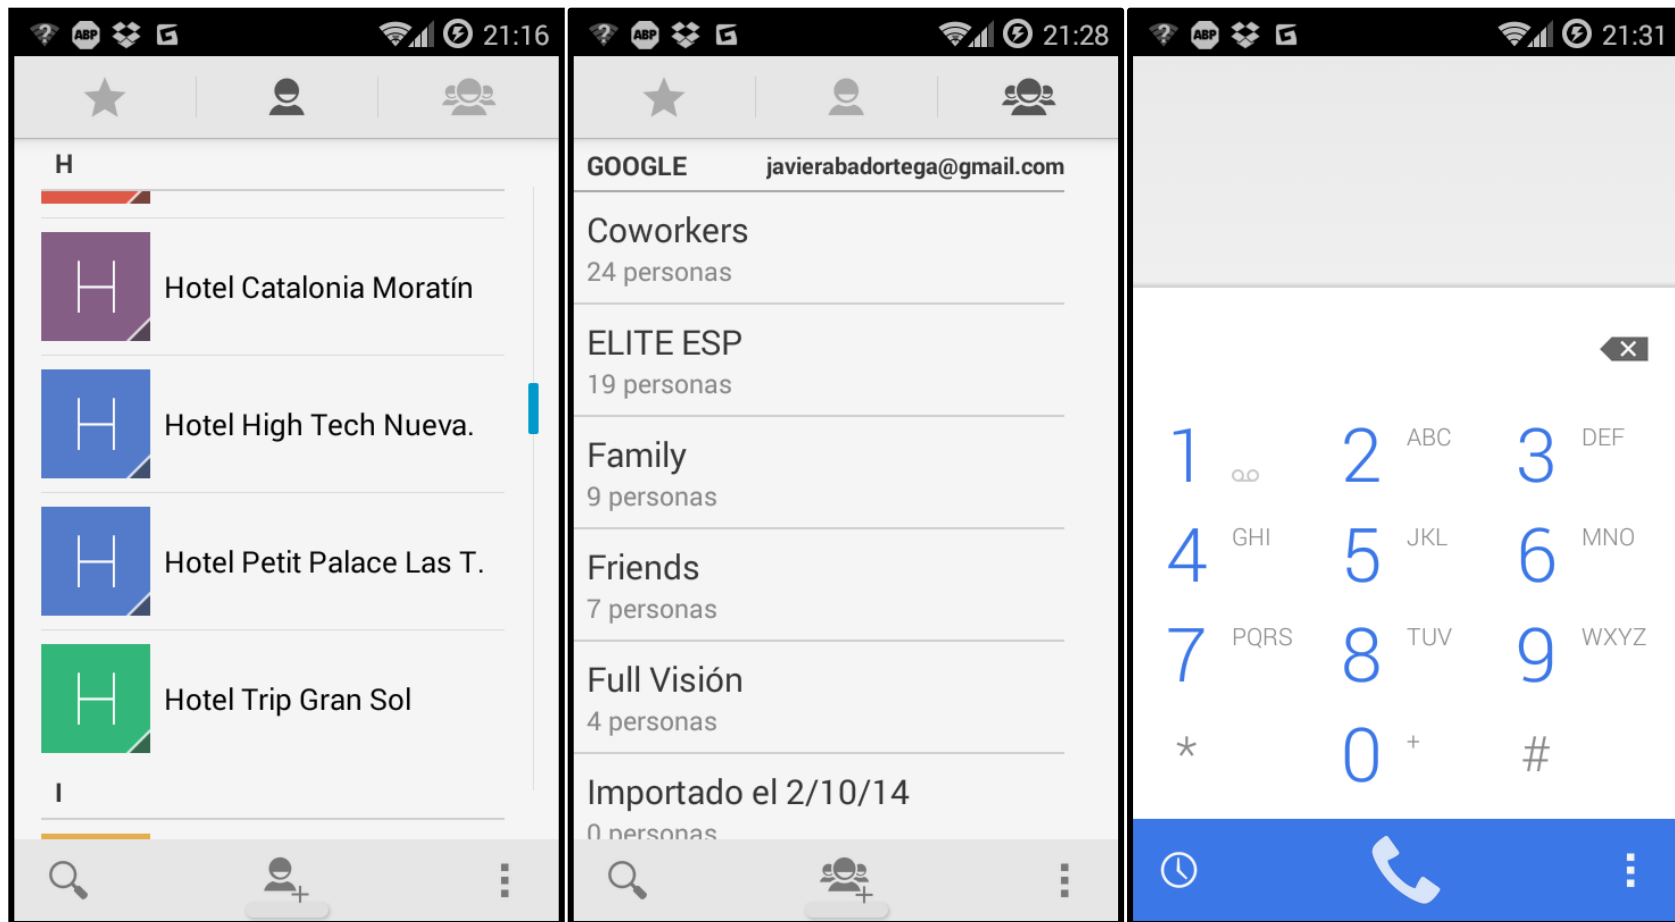 ABP
21:16
H
H
Hotel Catalonia Moratín
H
Hotel High Tech Nueva.
H
Hotel Petit Palace Las T.
H
Hotel Trip Gran Sol
I
ABP
21:28
GOOGLE javierabadortega@gmail.com
Coworkers
24 personas
ELITE ESP
19 personas
Family
9 personas
Friends
7 personas
Full Visión
4 personas
Importado el 2/10/14
0 personas
ABP
21:31
1 2 ABC 3 DEF
4 GHI 5 JKL 6 MNO
7 PQRS 8 TUV 9 WXYZ
* 0 + #